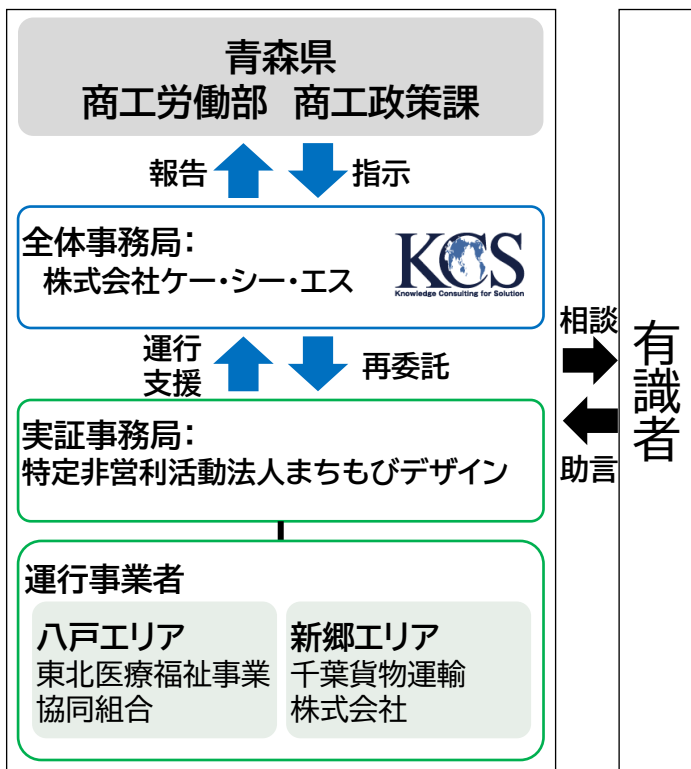 青森県
商工労働部 商工政策課
報告
指示
全体事務局：
株式会社ケー・シー・エス
KCS
Knowledge Consulting for Solution
運行
支援
再委託
実証事務局：
特定非営利活動法人まちもびデザイン
運行事業者
八戸エリア
東北医療福祉事業
協同組合
新郷エリア
千葉貨物運輸
株式会社
相談
助言
有識者